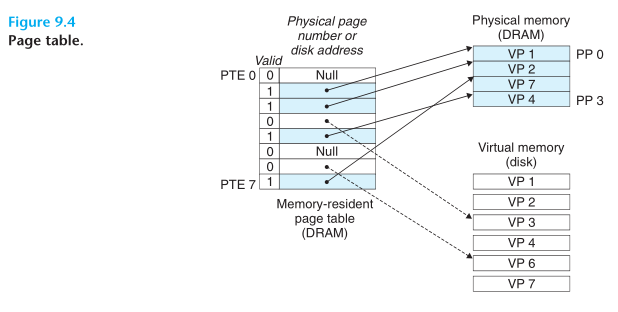 Figure 9.4
Page table.
Physical page
number or
disk address
Valid
PTE 0 0 Null
1
1
0
1
0 Null
0
PTE 7 1
Memory-resident
page table
(DRAM)
Physical memory
(DRAM)
VP 1 PP 0
VP 2
VP 7
VP 4 PP 3
Virtual memory
(disk)
VP 1
VP 2
VP 3
VP 4
VP 6
VP 7